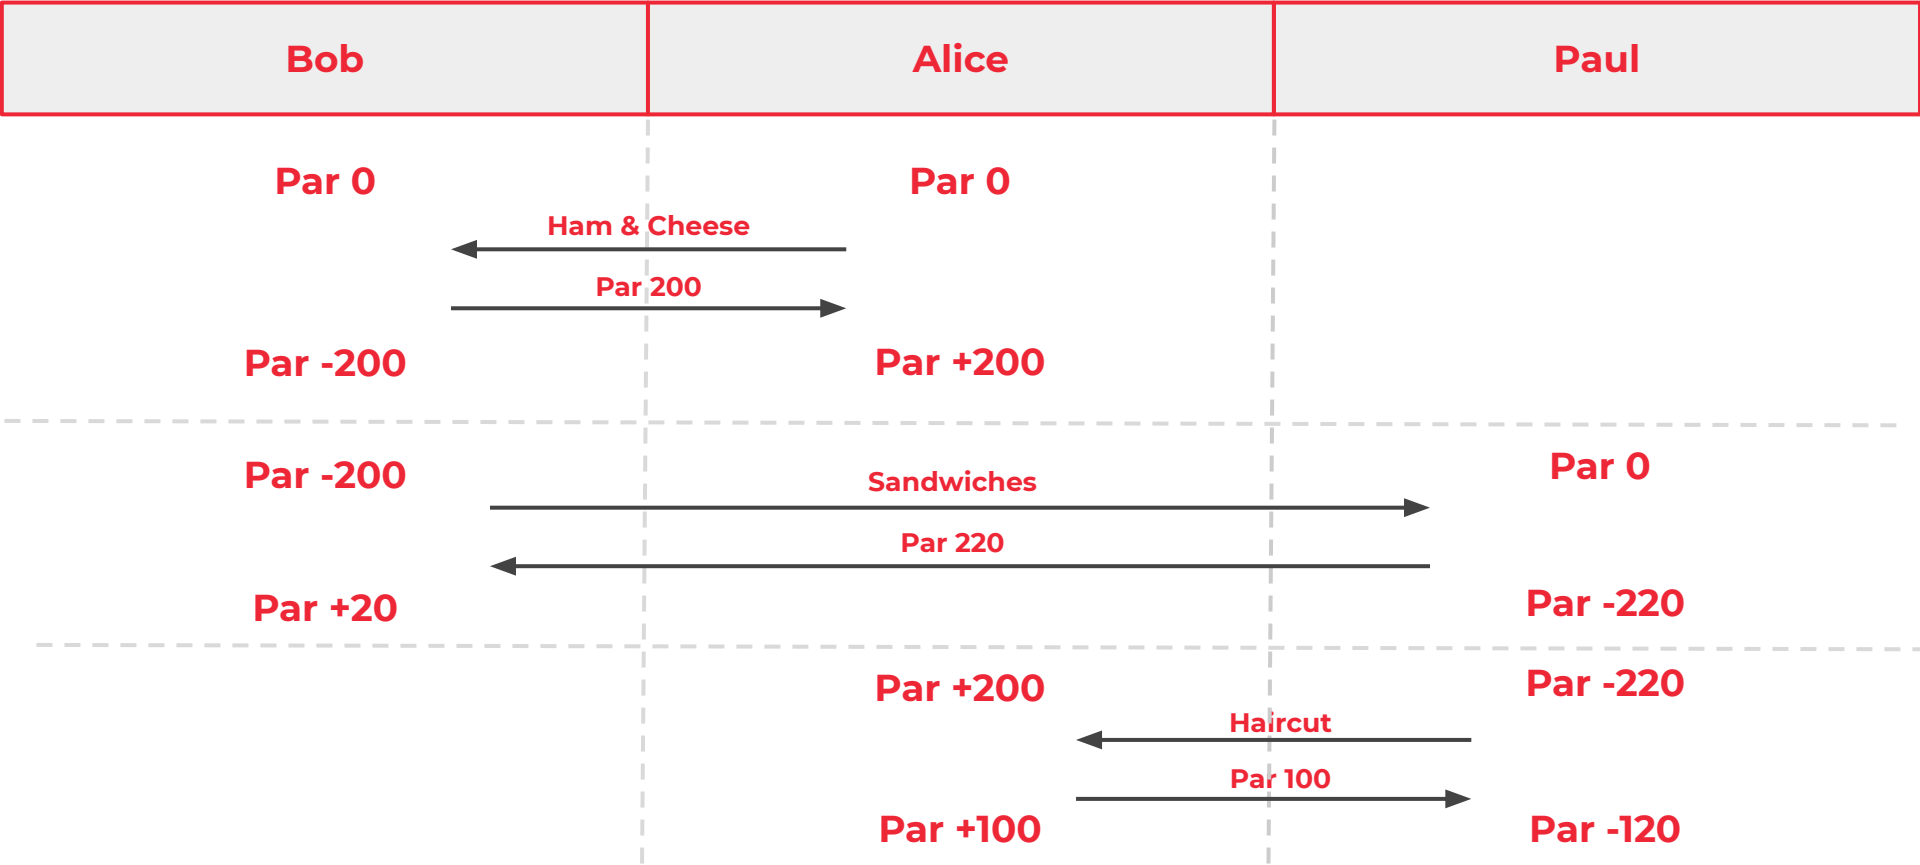 Bob
Alice
Paul
Par 0
Par 0
Ham & Cheese
Par 200
Par -200
Par +200
Par -200
Par 0
Sandwiches
Par 220
Par +20
Par -220
Par +200
Par -220
Haircut
Par 100
Par +100
Par -120